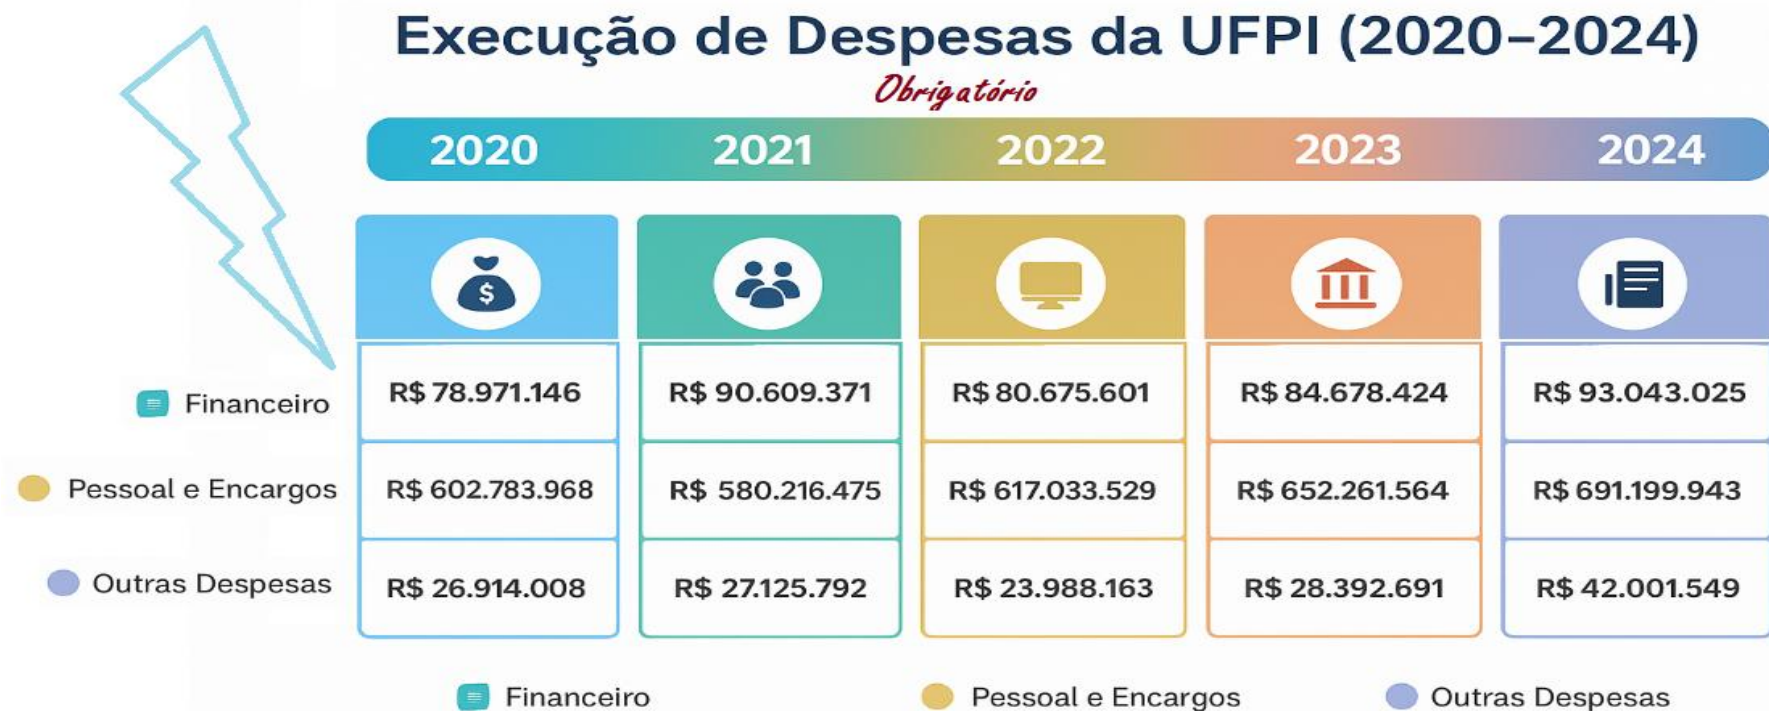 Execução de Despesas da UFPI (2020–2024)
Obrigatório
2020 2021 2022 2023 2024
$
Financeiro R$ 78.971.146 R$ 90.609.371 R$ 80.675.601 R$ 84.678.424 R$ 93.043.025
Pessoal e Encargos R$ 602.783.968 R$ 580.216.475 R$ 617.033.529 R$ 652.261.564 R$ 691.199.943
Outras Despesas R$ 26.914.008 R$ 27.125.792 R$ 23.988.163 R$ 28.392.691 R$ 42.001.549
Financeiro Pessoal e Encargos Outras Despesas